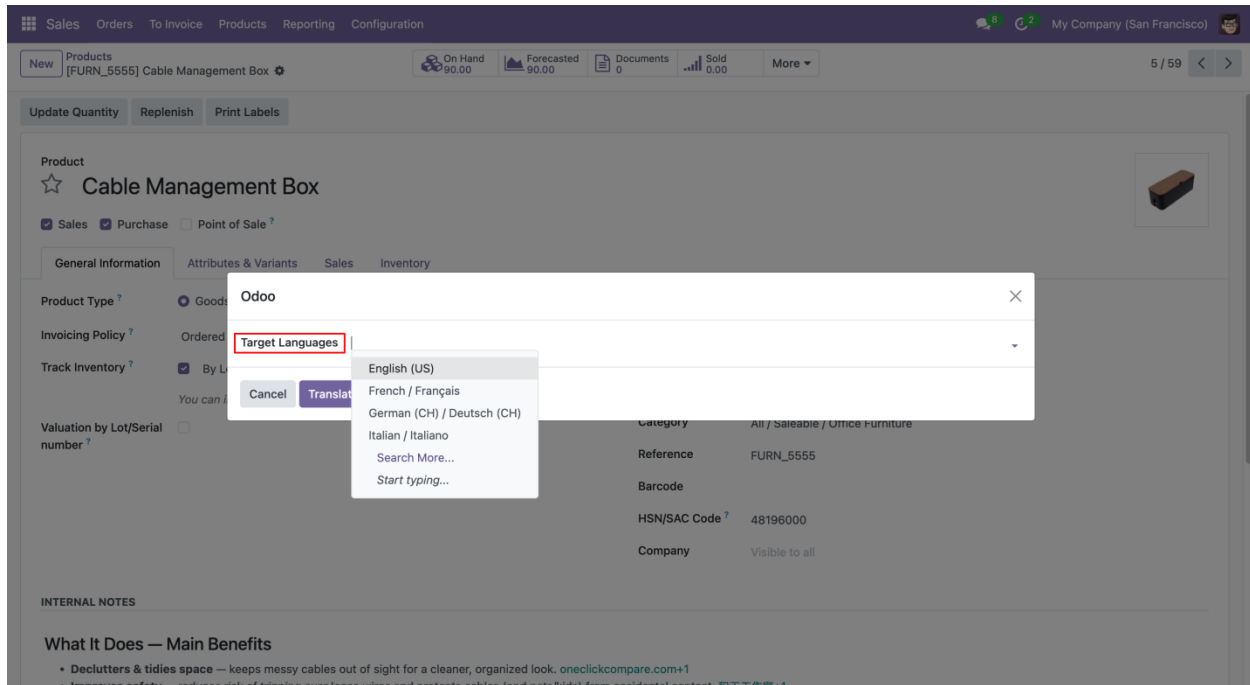 Sales Orders To Invoice Products Reporting Configuration 8 2 My Company (San Francisco)
New Products
[FURN_5555] Cable Management Box
On Hand 90.00 Forecasted 90.00 Documents 0 Sold 0.00 More 5 / 59
Update Quantity Replenish Print Labels
Product
Cable Management Box
Sales Purchase Point of Sale ?
General Information Attributes & Variants Sales Inventory
Odoo
Product Type ? Goods
Invoicing Policy ? Ordered
Target Languages
Track Inventory ? By L
English (US)
French / Français
Cancel Translat
You can i
German (CH) / Deutsch (CH)
Valuation by Lot/Serial number ?
Italian / Italiano
Search More...
Start typing...
Category All / Saleable / Office Furniture
Reference FURN_5555
Barcode
HSN/SAC Code ? 48196000
Company Visible to all
INTERNAL NOTES
What It Does — Main Benefits
• Declutters & tidies space — keeps messy cables out of sight for a cleaner, organized look. oneclickcompare.com+1